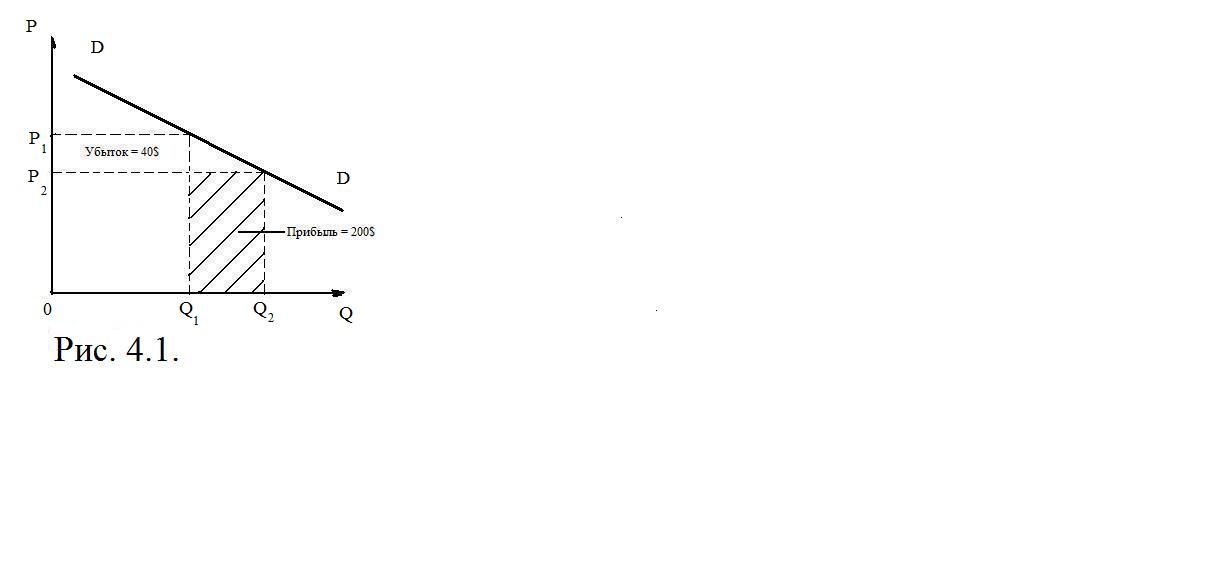 P
D
P1
Убыток = 40$
P2
D
Прибыль = 200$
0
Q1
Q2
Q
Рис. 4.1.